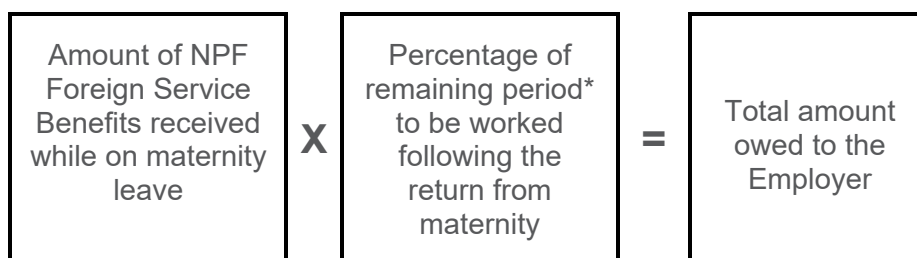 Amount of NPF
Foreign Service
Benefits received
while on maternity
leave
X
Percentage of
remaining period*
to be worked
following the
return from
maternity
=
Total amount
owed to the
Employer